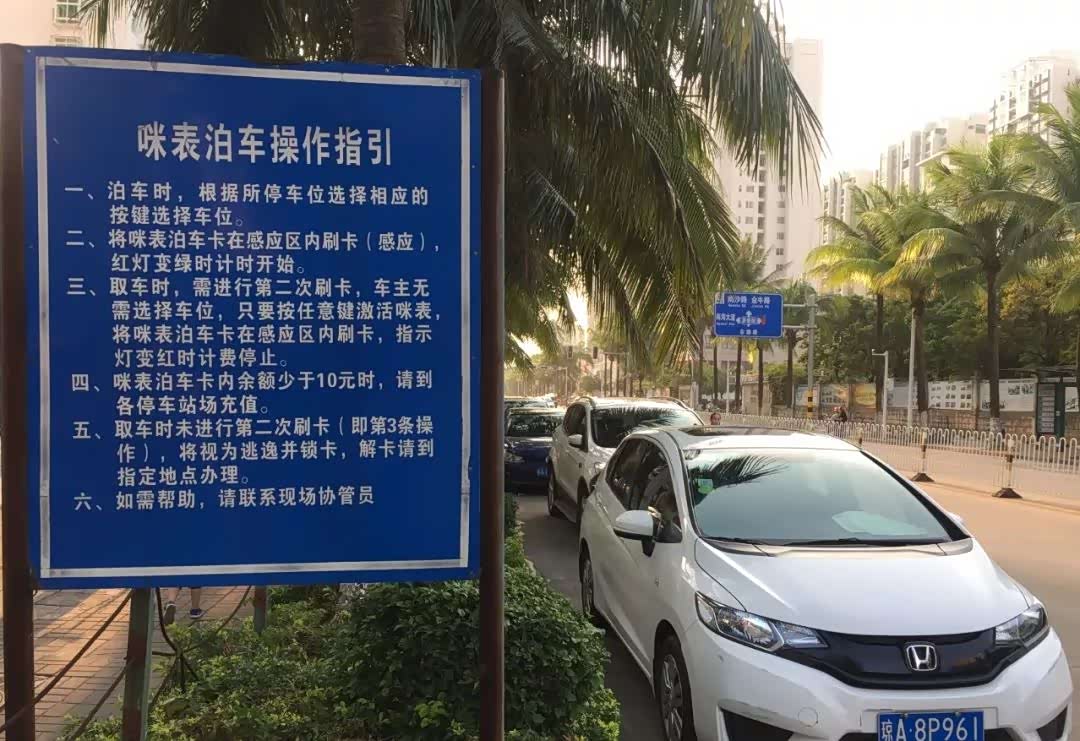 咪表泊车操作指引
一、泊车时，根据所停车位选择相应的
按键选择车位。
二、将咪表泊车卡在感应区内刷卡（感应），
红灯变绿时计时开始。
三、取车时，需进行第二次刷卡，车主无
需选择车位，只要按任意键激活咪表，
将咪表泊车卡在感应区内刷卡，指示
灯变红时计费停止。
四、咪表泊车卡内余额少于10元时，请到
各停车站场充值。
五、取车时未进行第二次刷卡（即第3条操
作），将视为逃逸并锁卡，解卡请到
指定地点办理。
六、如需帮助，请联系现场协管员
南沙路 金牛路
琼A·8P961